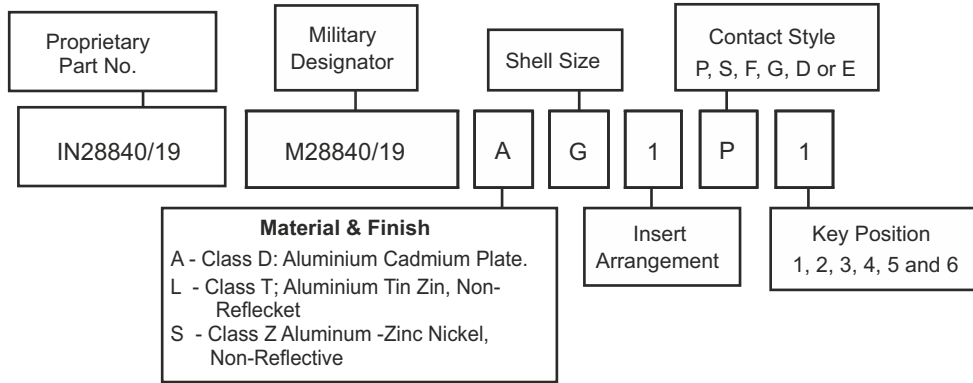 Proprietary
Part No.
Military
Designator
Shell Size
Contact Style
P, S, F, G, D or E
IN28840/19
M28840/19
A
G
1
P
1
Material & Finish
A - Class D: Aluminium Cadmium Plate.
L - Class T; Aluminium Tin Zin, Non-
Reflecket
S - Class Z Aluminum -Zinc Nickel,
Non-Reflective
Insert
Arrangement
Key Position
1, 2, 3, 4, 5 and 6